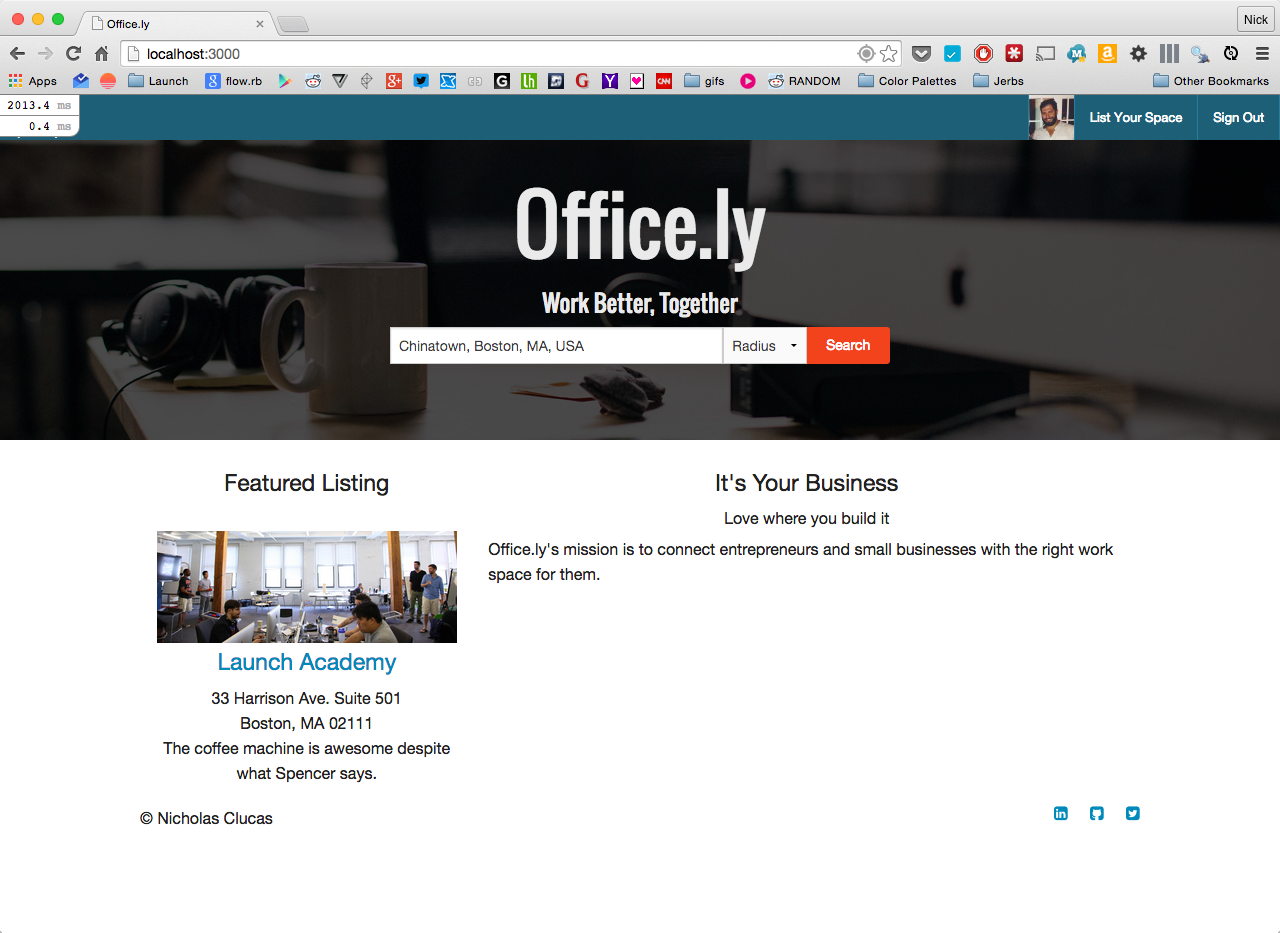 Office.ly
Nick
localhost:3000
Apps
Launch
flow.rb
CNN
gifs
RANDOM
Color Palettes
Jerbs
Other Bookmarks
2013.4 ms
0.4 ms
List Your Space
Sign Out
Office.ly
Work Better, Together
Chinatown, Boston, MA, USA
Radius
Search
Featured Listing
It's Your Business
Love where you build it
Office.ly's mission is to connect entrepreneurs and small businesses with the right work
space for them.
Launch Academy
33 Harrison Ave. Suite 501
Boston, MA 02111
The coffee machine is awesome despite
what Spencer says.
© Nicholas Clucas